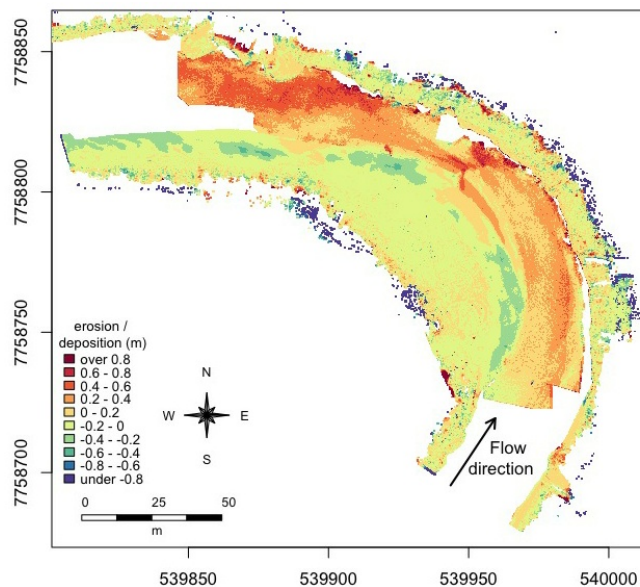 7758850
7758800
7758750
7758700
erosion /
deposition (m)
over 0.8
0.6 - 0.8
0.4 - 0.6
0.2 - 0.4
0 - 0.2
-0.2 - 0
-0.4 - -0.2
-0.6 - -0.4
-0.8 - -0.6
under -0.8
N
W E
S
Flow
direction
0 25 50
m
539850 539900 539950 540000